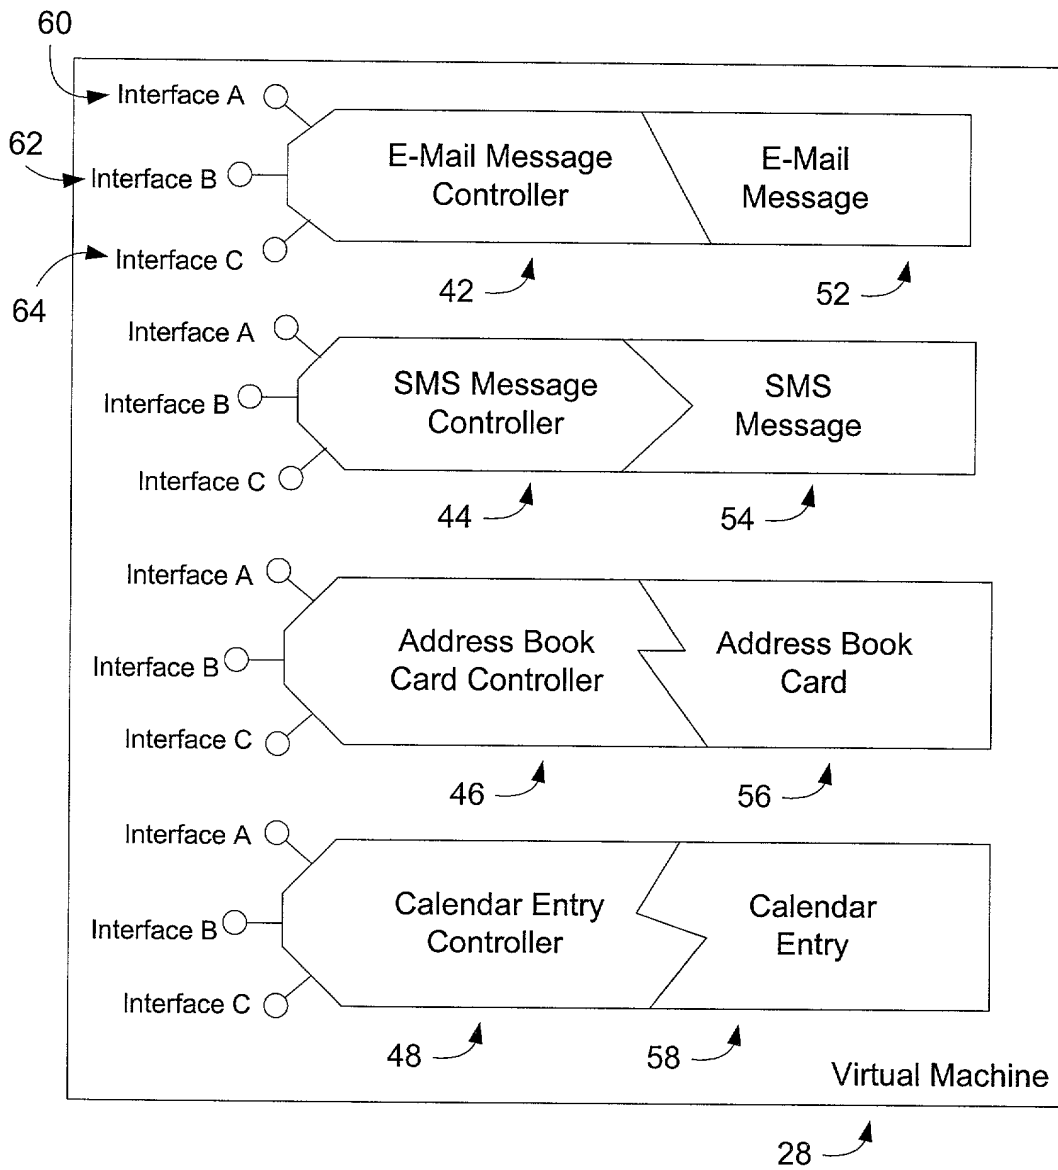 60
Interface A
62
E-Mail Message
Controller
E-Mail
Message
Interface B
Interface C
64
42
52
Interface A
SMS Message
Controller
SMS
Message
Interface B
Interface C
44
54
Interface A
Address Book
Card Controller
Address Book
Card
Interface B
Interface C
46
56
Interface A
Calendar Entry
Controller
Calendar
Entry
Interface B
Interface C
48
58
Virtual Machine
28